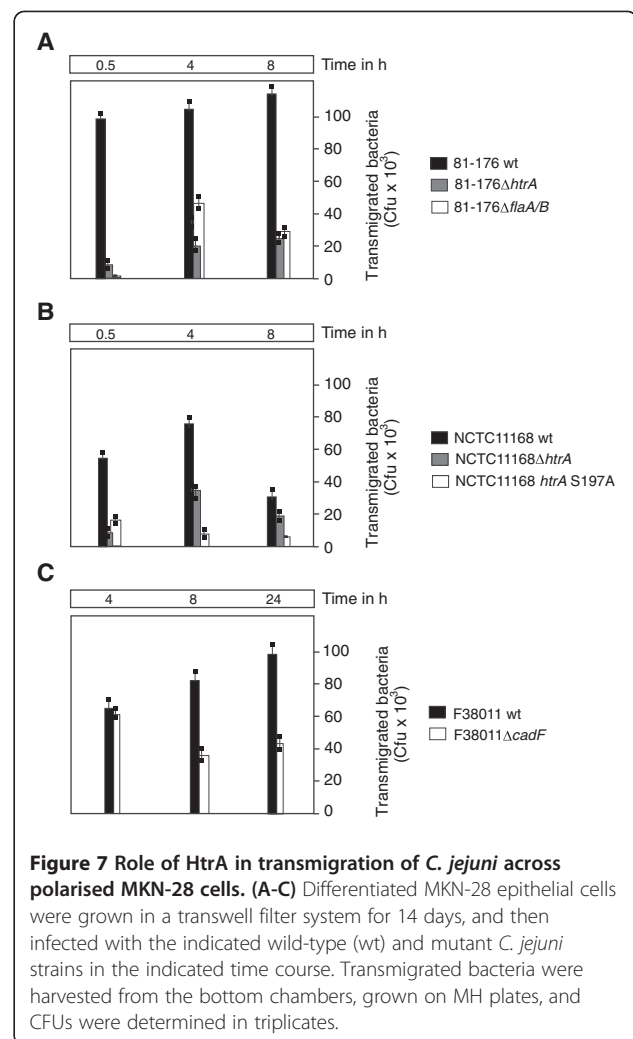 A
0.5 4 8 Time in h
100
80
60
40
20
0
Transmigrated bacteria
(Cfu x 10³)
81-176 wt
81-176ΔhtrA
81-176ΔflaA/B
B
0.5 4 8 Time in h
100
80
60
40
20
0
Transmigrated bacteria
(Cfu x 10³)
NCTC11168 wt
NCTC11168ΔhtrA
NCTC11168 htrA S197A
C
4 8 24 Time in h
100
80
60
40
20
0
Transmigrated bacteria
(Cfu x 10³)
F38011 wt
F38011ΔcadF
Figure 7 Role of HtrA in transmigration of C. jejuni across
polarised MKN-28 cells. (A-C) Differentiated MKN-28 epithelial cells
were grown in a transwell filter system for 14 days, and then
infected with the indicated wild-type (wt) and mutant C. jejuni
strains in the indicated time course. Transmigrated bacteria were
harvested from the bottom chambers, grown on MH plates, and
CFUs were determined in triplicates.